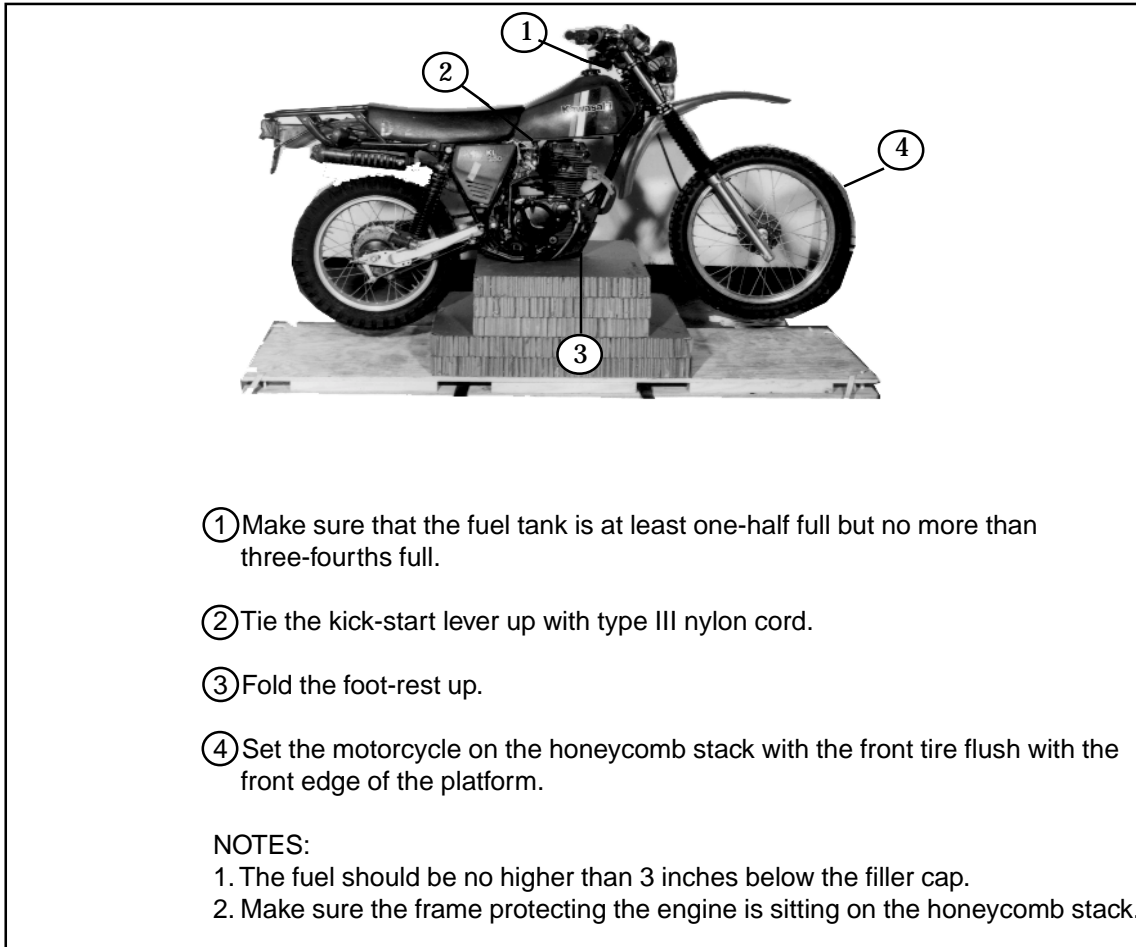 1
2
4
Kawasaki
KL
250
3
1 Make sure that the fuel tank is at least one-half full but no more than
three-fourths full.
2 Tie the kick-start lever up with type III nylon cord.
3 Fold the foot-rest up.
4 Set the motorcycle on the honeycomb stack with the front tire flush with the
front edge of the platform.
NOTES:
1. The fuel should be no higher than 3 inches below the filler cap.
2. Make sure the frame protecting the engine is sitting on the honeycomb stack.